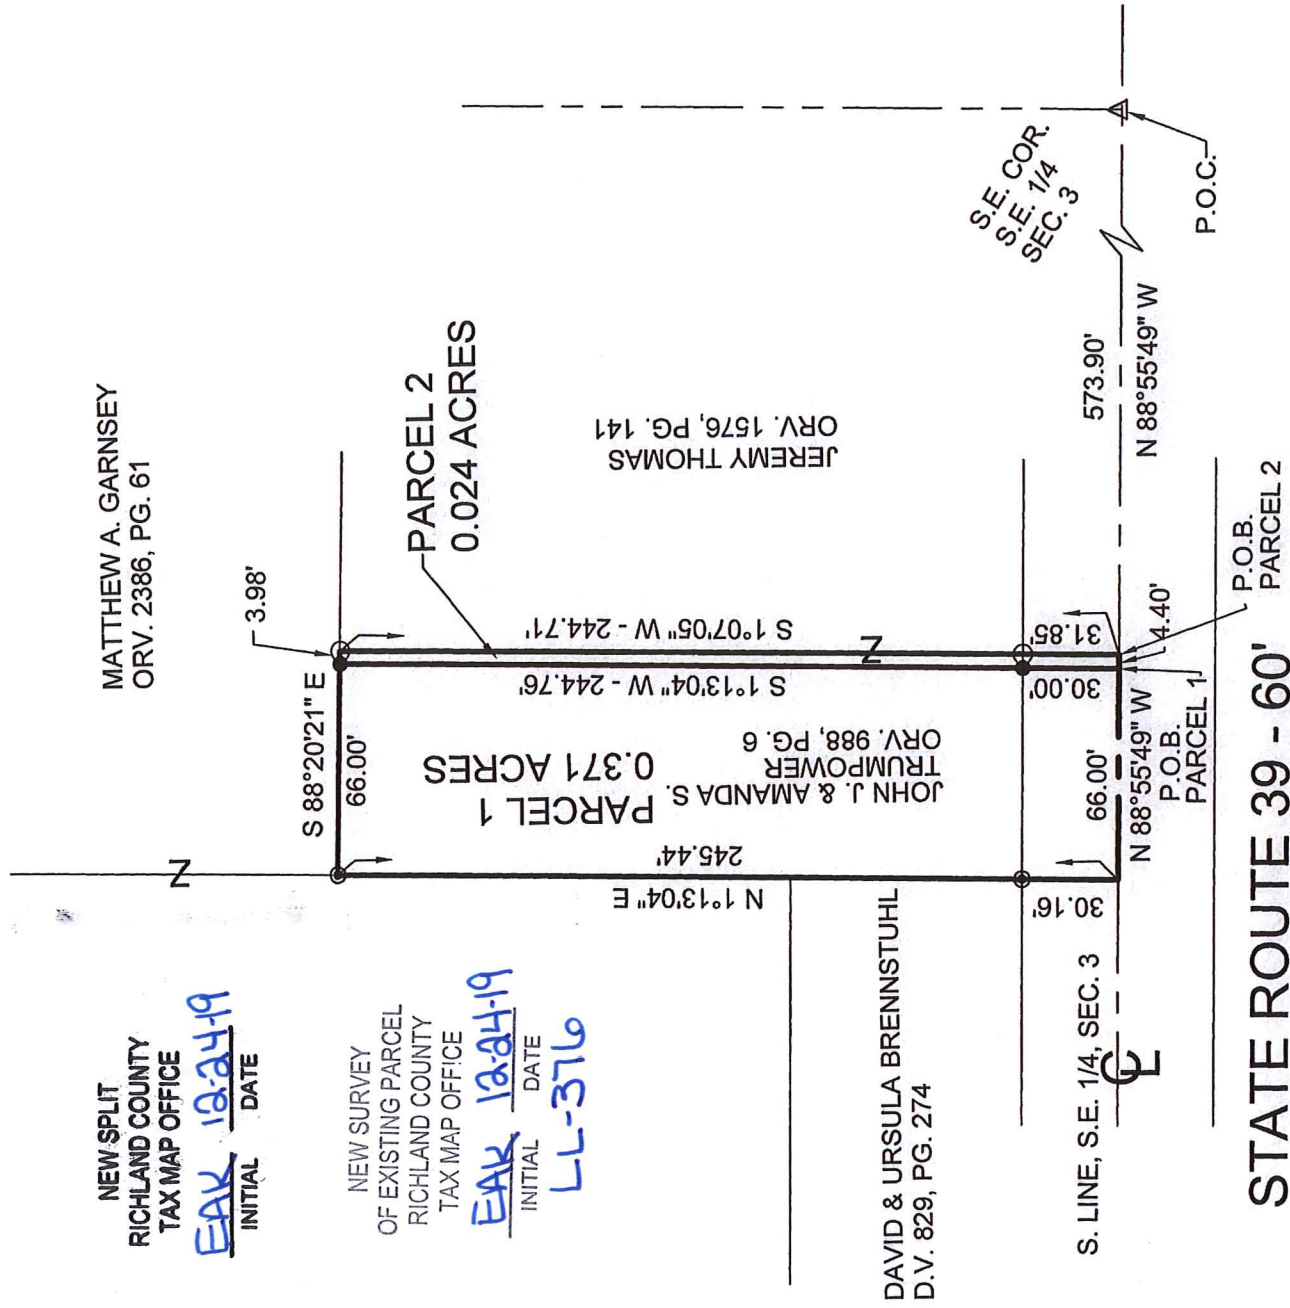 NEW SPLIT
RICHLAND COUNTY
TAX MAP OFFICE
EAK 12-24-19
INITIAL DATE
NEW SURVEY
OF EXISTING PARCEL
RICHLAND COUNTY
TAX MAP OFFICE
EAK 12-24-19
INITIAL DATE
LL-376
MATTHEW A. GARNSEY
ORV. 2386, PG. 61
Z
S 88°20'21" E
66.00'
3.98'
PARCEL 2
0.024 ACRES
N 1°13'04" E
245.44'
PARCEL 1
0.371 ACRES
JOHN J. & AMANDA S.
TRUMPOWER
ORV. 988, PG. 6
S 1°13'04" W - 244.76'
S 1°07'05" W - 244.71'
Z
JEREMY THOMAS
ORV. 1576, PG. 141
DAVID & URSULA BRENNSTUHL
D.V. 829, PG. 274
30.16'
30.00'
31.85'
S. LINE, S.E. 1/4, SEC. 3
CL
66.00'
N 88°55'49" W
P.O.B.
PARCEL 1
4.40'
P.O.B.
PARCEL 2
573.90'
N 88°55'49" W
S.E. COR.
S.E. 1/4
SEC. 3
P.O.C.
STATE ROUTE 39 - 60'